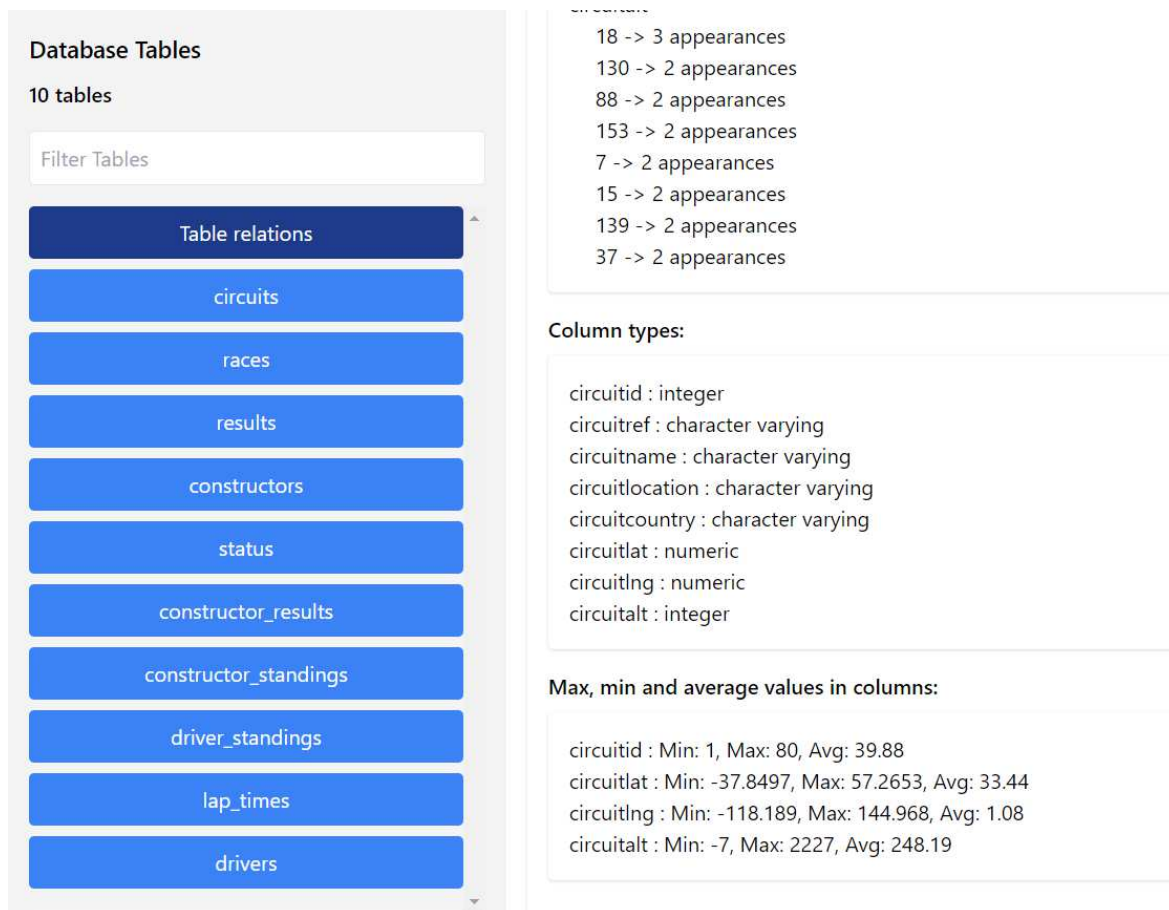 Database Tables
10 tables
Filter Tables
Table relations
circuits
races
results
constructors
status
constructor_results
constructor_standings
driver_standings
lap_times
drivers
circuitalt
18 -> 3 appearances
130 -> 2 appearances
88 -> 2 appearances
153 -> 2 appearances
7 -> 2 appearances
15 -> 2 appearances
139 -> 2 appearances
37 -> 2 appearances
Column types:
circuitid : integer
circuitref : character varying
circuitname : character varying
circuitlocation : character varying
circuitcountry : character varying
circuitlat : numeric
circuitlng : numeric
circuitalt : integer
Max, min and average values in columns:
circuitid : Min: 1, Max: 80, Avg: 39.88
circuitlat : Min: -37.8497, Max: 57.2653, Avg: 33.44
circuitlng : Min: -118.189, Max: 144.968, Avg: 1.08
circuitalt : Min: -7, Max: 2227, Avg: 248.19